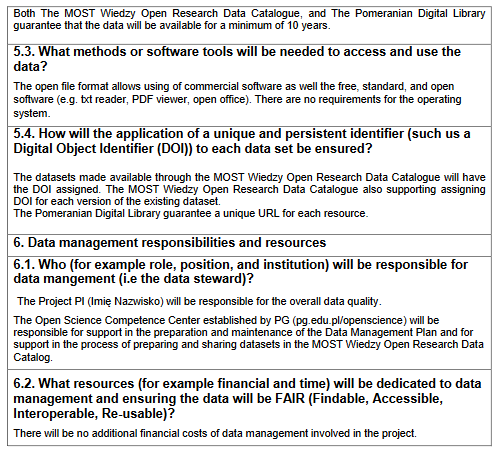 Both The MOST Wiedzy Open Research Data Catalogue, and The Pomeranian Digital Library
guarantee that the data will be available for a minimum of 10 years.
5.3. What methods or software tools will be needed to access and use the
data?
The open file format allows using of commercial software as well the free, standard, and open
software (e.g. txt reader, PDF viewer, open office). There are no requirements for the operating
system.
5.4. How will the application of a unique and persistent identifier (such us a
Digital Object Identifier (DOI)) to each data set be ensured?
The datasets made available through the MOST Wiedzy Open Research Data Catalogue will have
the DOI assigned. The MOST Wiedzy Open Research Data Catalogue also supporting assigning
DOI for each version of the existing dataset.
The Pomeranian Digital Library guarantee a unique URL for each resource.
6. Data management responsibilities and resources
6.1. Who (for example role, position, and institution) will be responsible for
data mangement (i.e the data steward)?
The Project PI (Imię Nazwisko) will be responsible for the overall data quality.
The Open Science Competence Center established by PG (pg.edu.pl/openscience) will be
responsible for support in the preparation and maintenance of the Data Management Plan and for
support in the process of preparing and sharing datasets in the MOST Wiedzy Open Research Data
Catalog.
6.2. What resources (for example financial and time) will be dedicated to data
management and ensuring the data will be FAIR (Findable, Accessible,
Interoperable, Re-usable)?
There will be no additional financial costs of data management involved in the project.